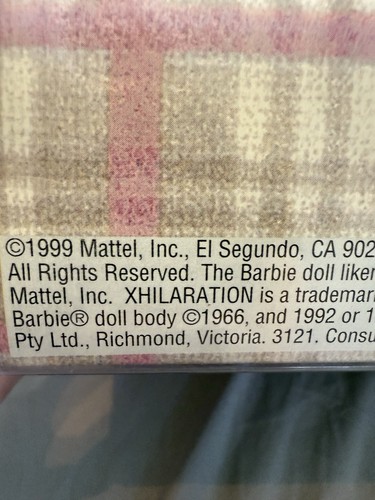 ©1999 Mattel, Inc., El Segundo, CA 902
All Rights Reserved. The Barbie doll liker
Mattel, Inc. XHILARATION is a trademar
Barbie® doll body ©1966, and 1992 or 1
Pty Ltd., Richmond, Victoria. 3121. Consu